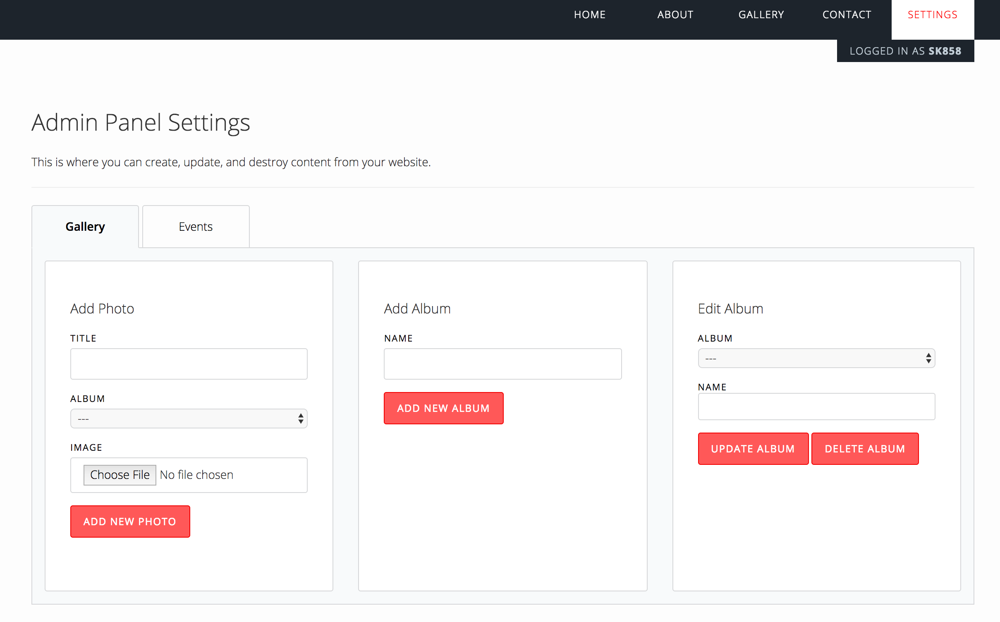 HOME ABOUT GALLERY CONTACT SETTINGS
LOGGED IN AS SK858
Admin Panel Settings
This is where you can create, update, and destroy content from your website.
Gallery Events
Add Photo
TITLE
ALBUM
---
IMAGE
Choose File No file chosen
ADD NEW PHOTO
Add Album
NAME
ADD NEW ALBUM
Edit Album
ALBUM
---
NAME
UPDATE ALBUM DELETE ALBUM